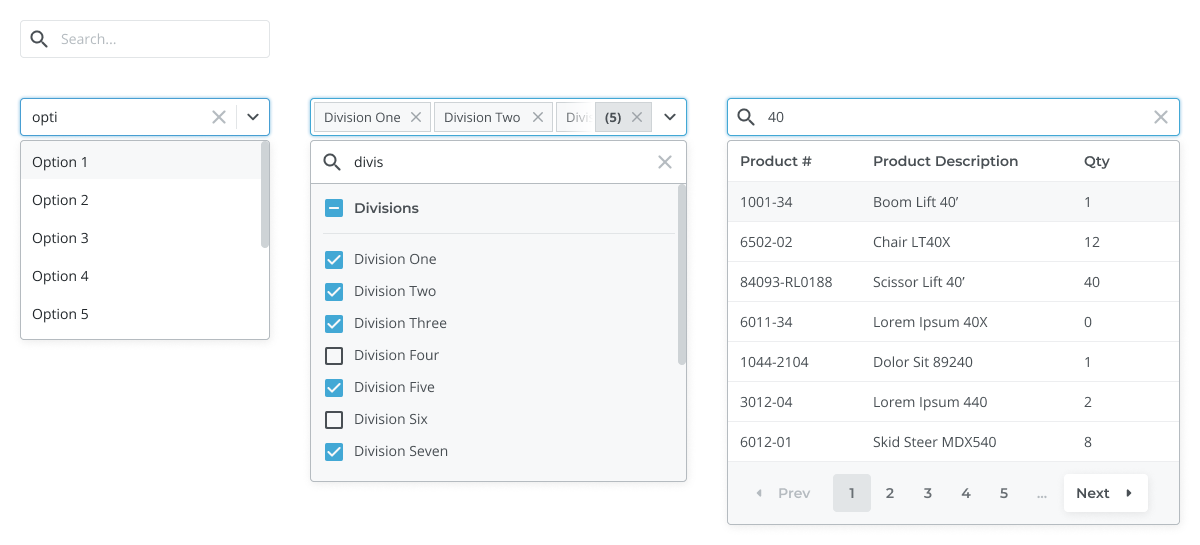 Search...
opti
Option 1
Option 2
Option 3
Option 4
Option 5
Division One Division Two (5)
divis
Divisions
Division One
Division Two
Division Three
Division Four
Division Five
Division Six
Division Seven
40
Product # Product Description Qty
1001-34 Boom Lift 40’ 1
6502-02 Chair LT40X 12
84093-RL0188 Scissor Lift 40’ 40
6011-34 Lorem Ipsum 40X 0
1044-2104 Dolor Sit 89240 1
3012-04 Lorem Ipsum 440 2
6012-01 Skid Steer MDX540 8
Prev 1 2 3 4 5 ... Next